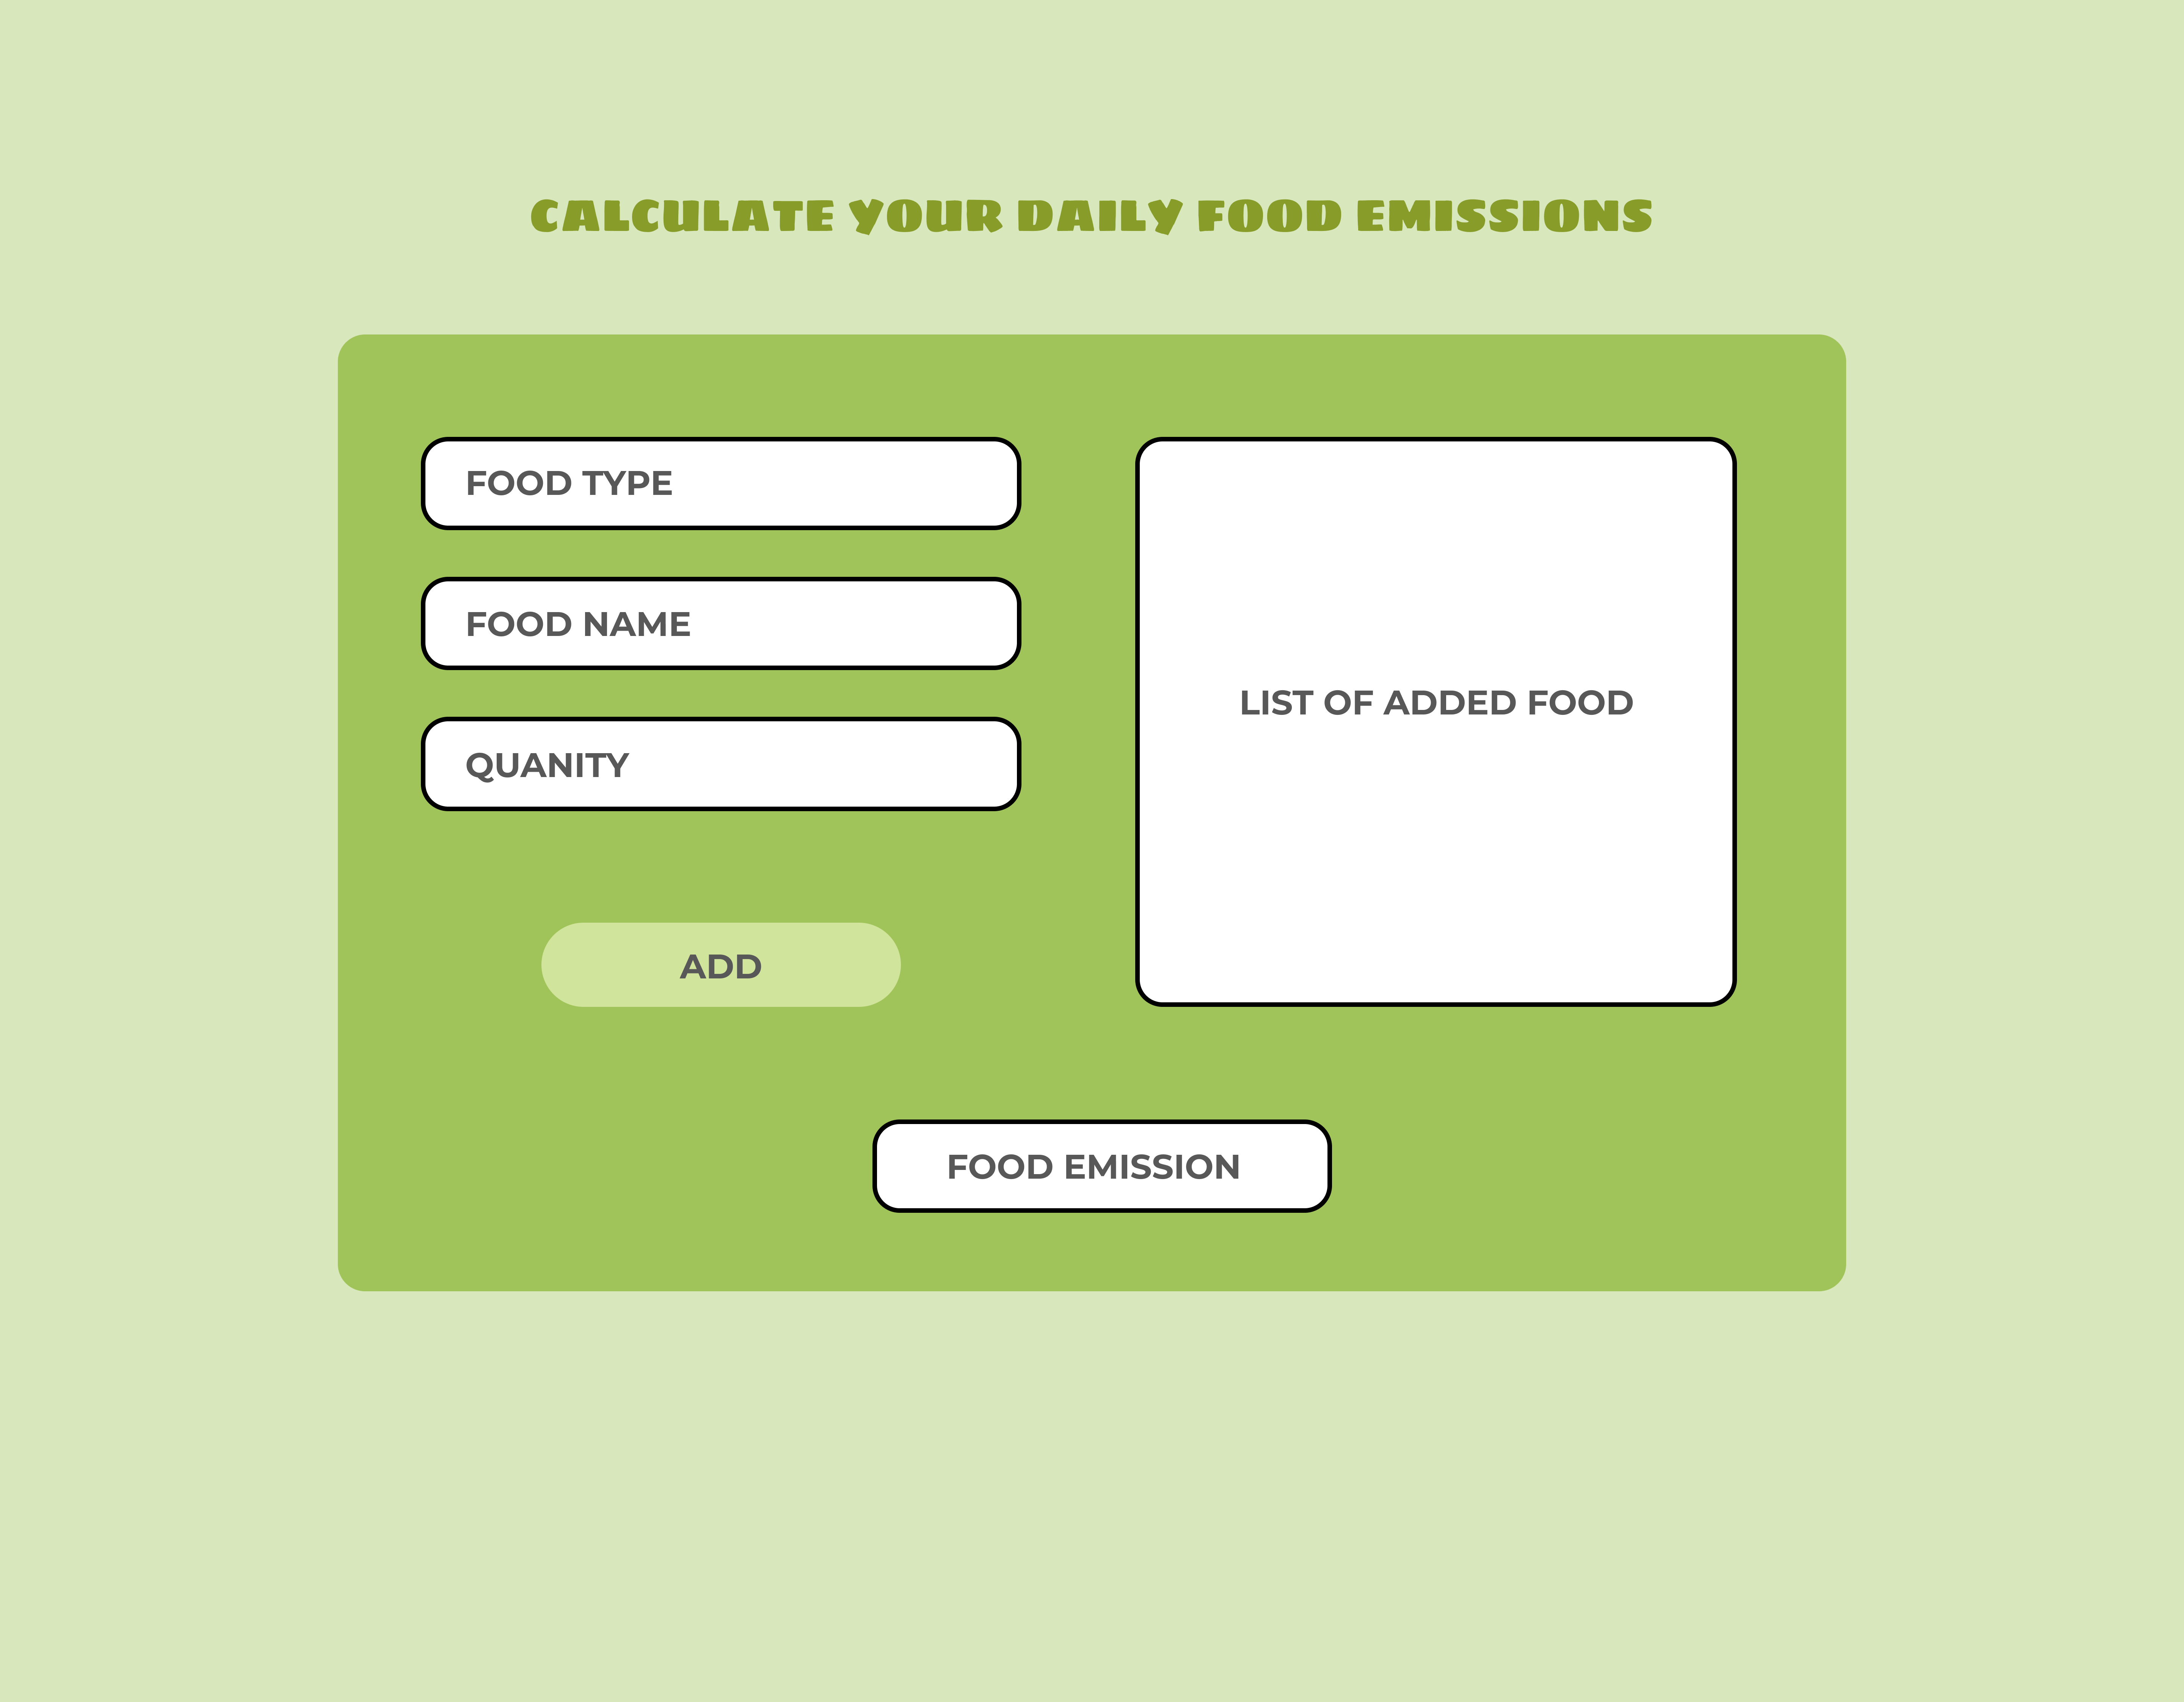 CALCULATE YOUR DAILY FOOD EMISSIONS
FOOD TYPE
FOOD NAME
QUANITY
ADD
LIST OF ADDED FOOD
FOOD EMISSION